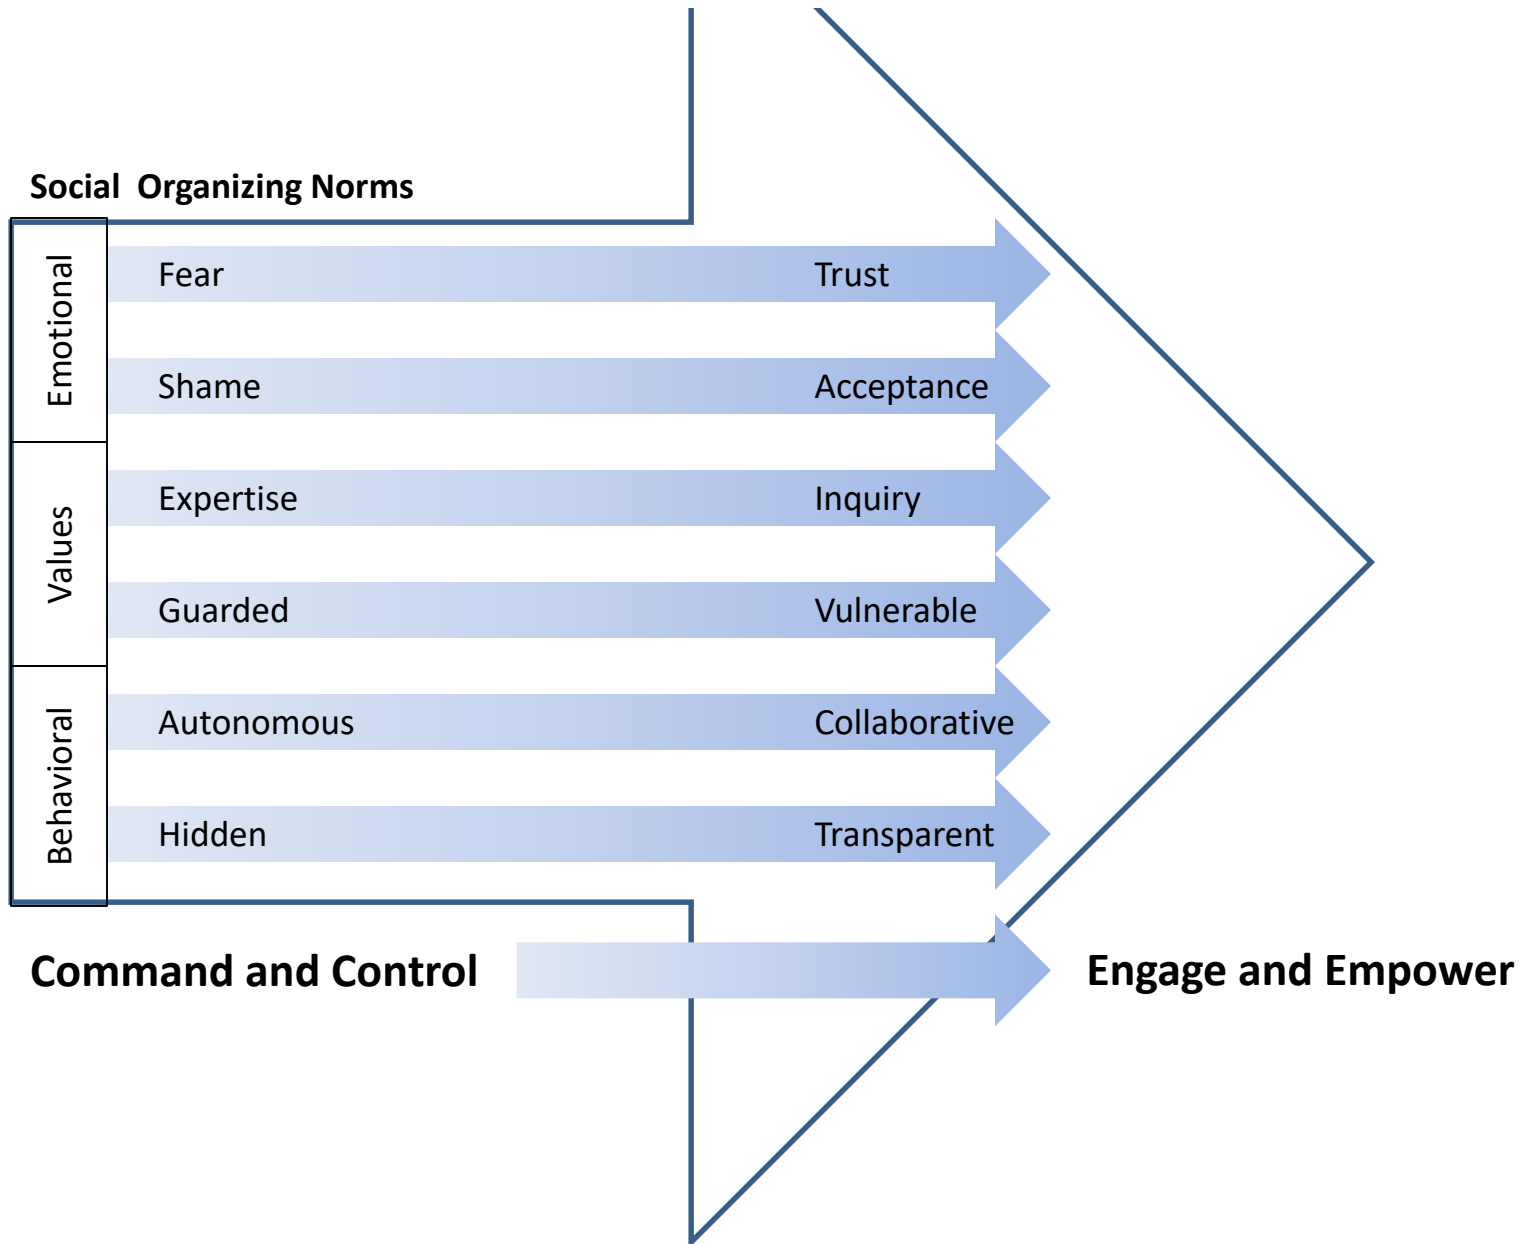 Social  Organizing Norms
Emotional
Fear Trust
Shame Acceptance
Values
Expertise Inquiry
Guarded Vulnerable
Behavioral
Autonomous Collaborative
Hidden Transparent
Command and Control Engage and Empower